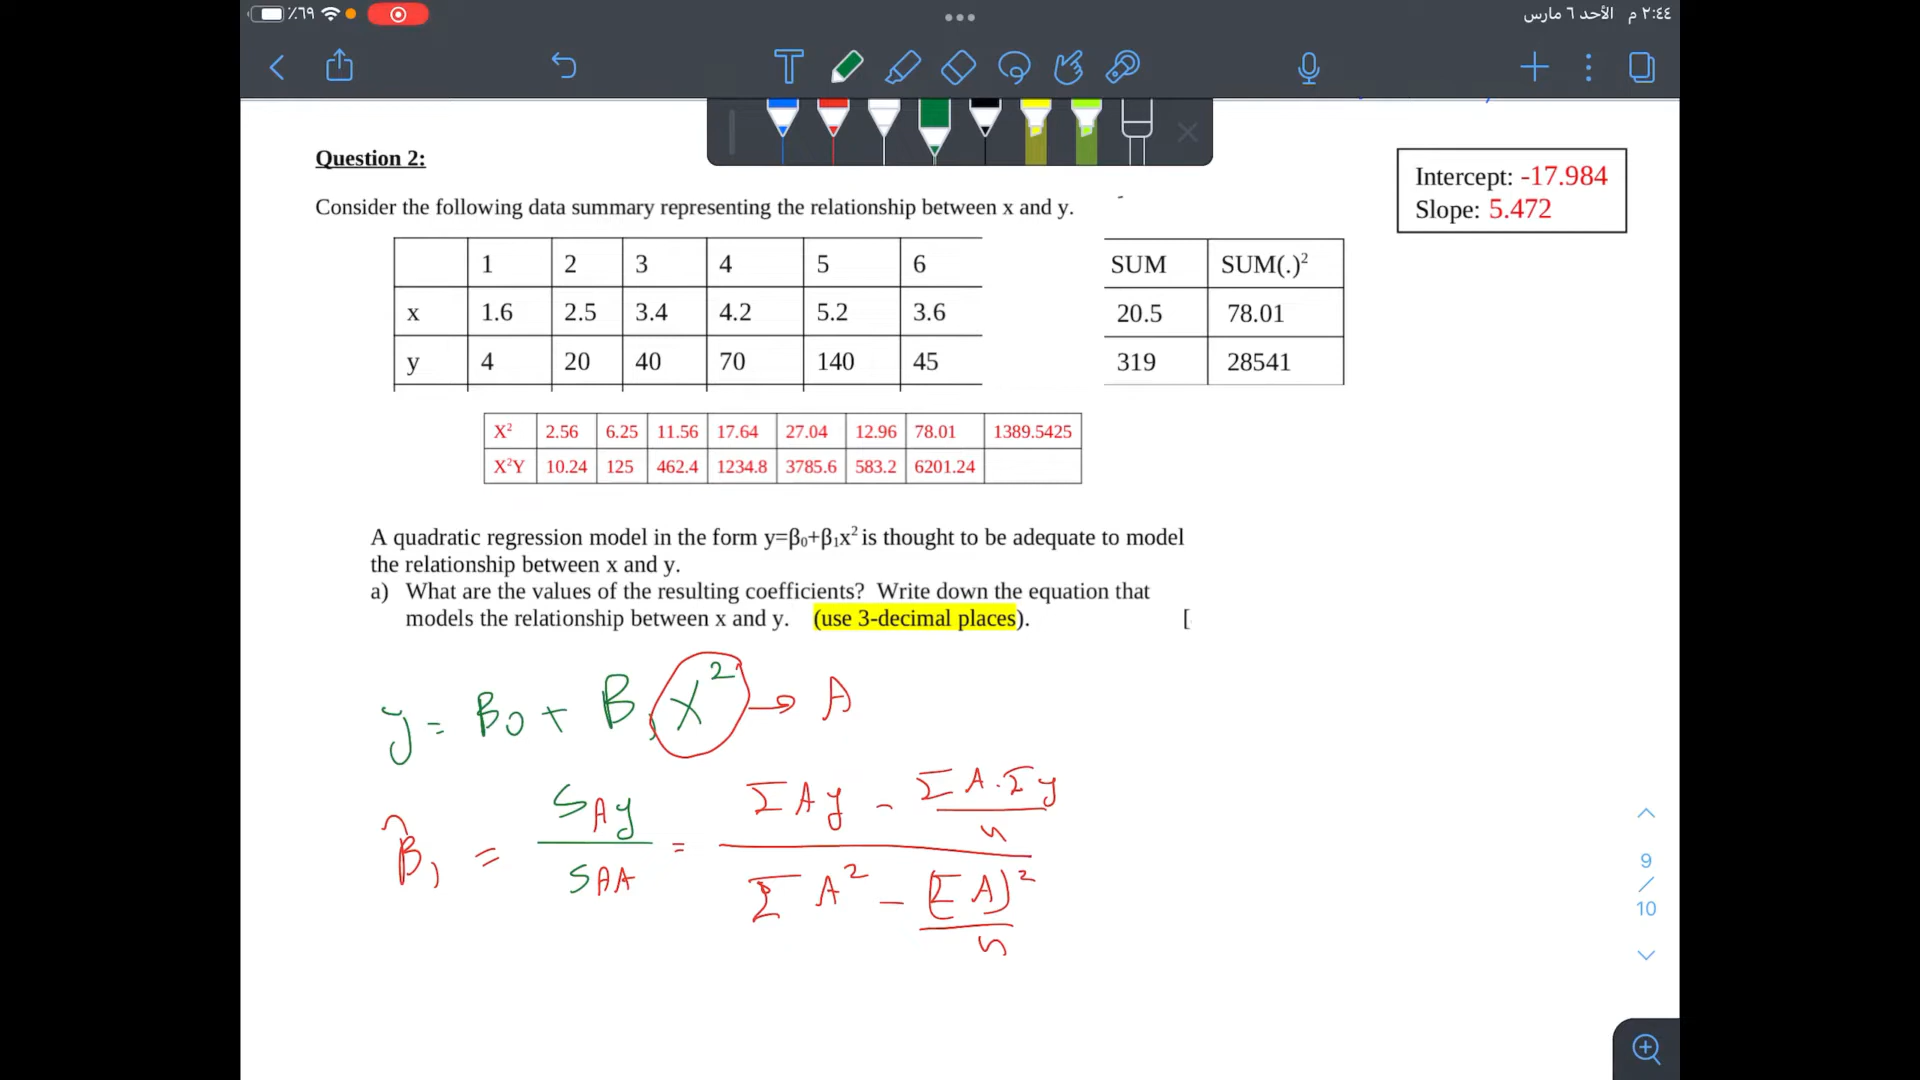 ٪٦٩
٢:٤٤ م الأحد ٦ مارس
Question 2:
Intercept: -17.984
Slope: 5.472
Consider the following data summary representing the relationship between x and y.
1 2 3 4 5 6 SUM SUM(.)²
x 1.6 2.5 3.4 4.2 5.2 3.6 20.5 78.01
y 4 20 40 70 140 45 319 28541
X² 2.56 6.25 11.56 17.64 27.04 12.96 78.01 1389.5425
X²Y 10.24 125 462.4 1234.8 3785.6 583.2 6201.24
A quadratic regression model in the form y=β₀+β₁x² is thought to be adequate to model
the relationship between x and y.
a) What are the values of the resulting coefficients? Write down the equation that
models the relationship between x and y. (use 3-decimal places). [
y = B0 + B₁ X² → A
B̂₁ = SAy / SAA = (ΣAy - ΣA.Σy / n) / (ΣA² - (ΣA)² / n)
9
/
10